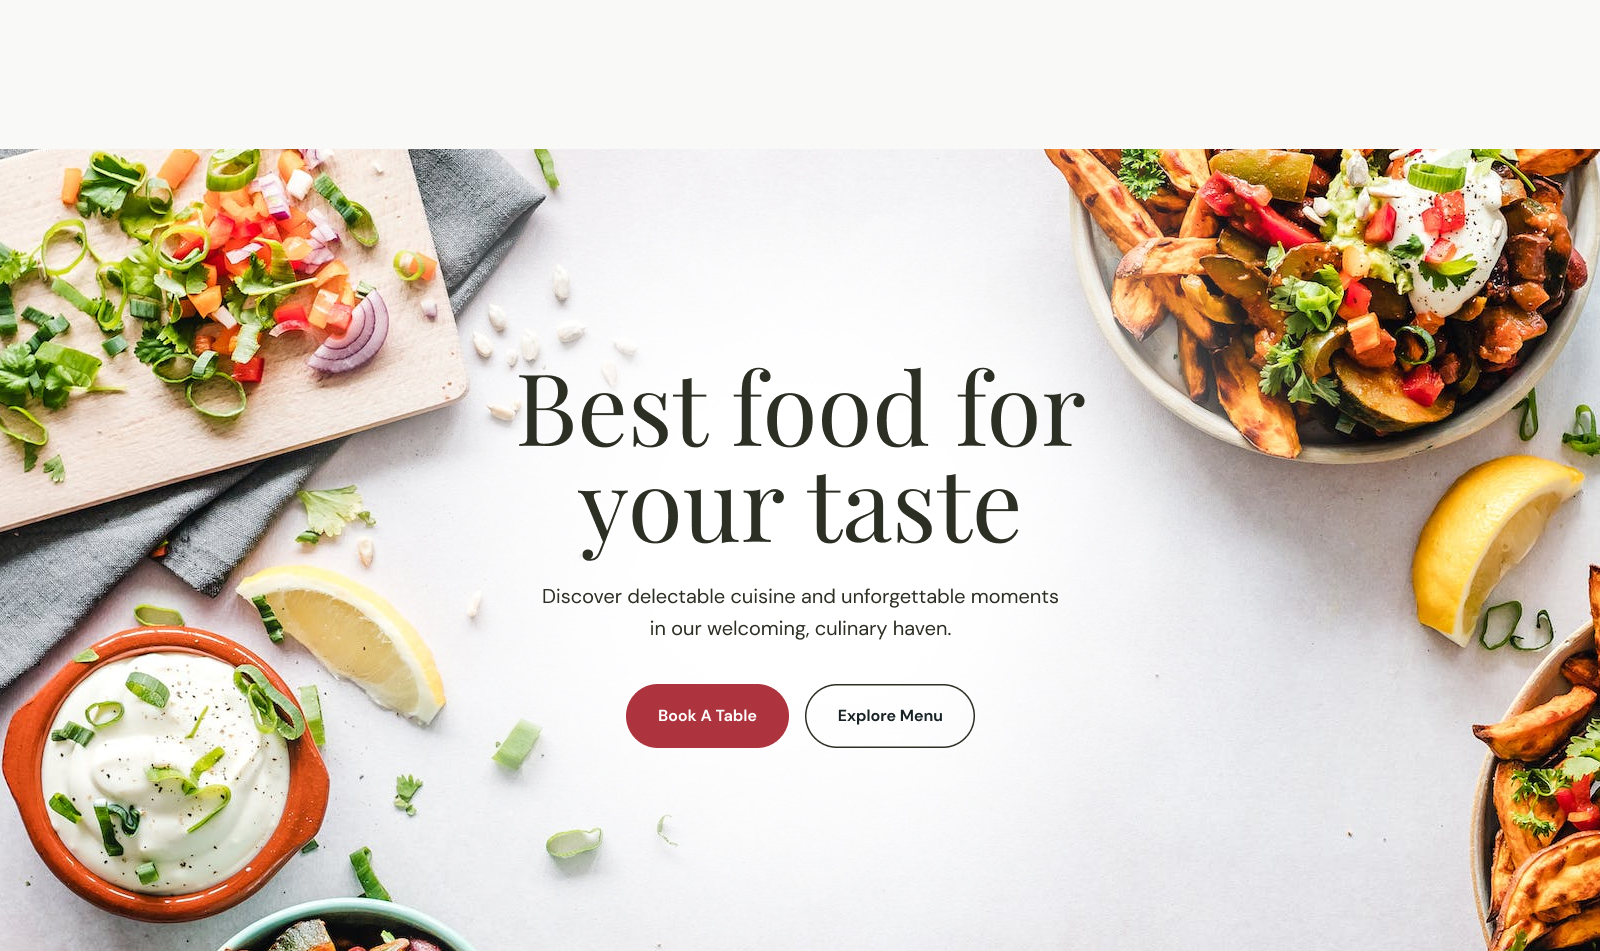 Best food for
your taste
Discover delectable cuisine and unforgettable moments
in our welcoming, culinary haven.
Book A Table
Explore Menu